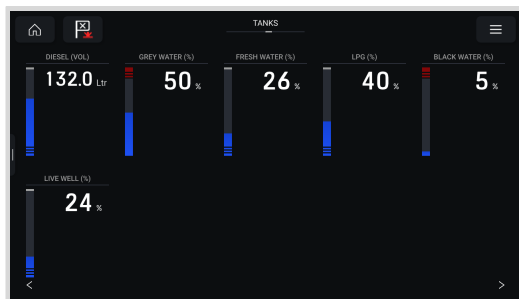 TANKS
DIESEL (VOL)
132.0 Ltr
GREY WATER (%)
50 %
FRESH WATER (%)
26 %
LPG (%)
40 %
BLACK WATER (%)
5 %
LIVE WELL (%)
24 %